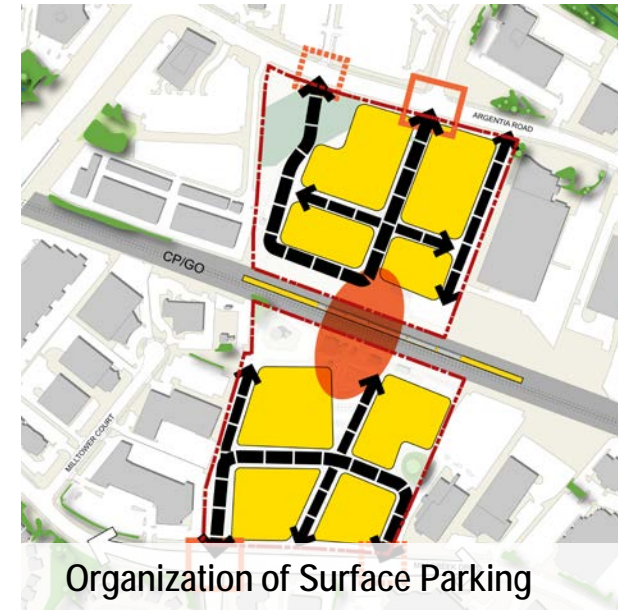 ARGENTIA ROAD
CP/GO
MILLTOWER COURT
Organization of Surface Parking